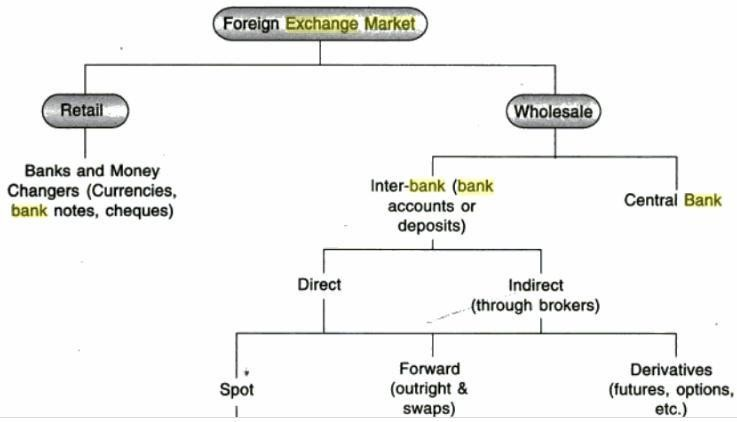 Foreign Exchange Market
Retail
Wholesale
Banks and Money
Changers (Currencies,
bank notes, cheques)
Inter-bank (bank
accounts or
deposits)
Central Bank
Direct
Indirect
(through brokers)
Spot
Forward
(outright &
swaps)
Derivatives
(futures, options,
etc.)